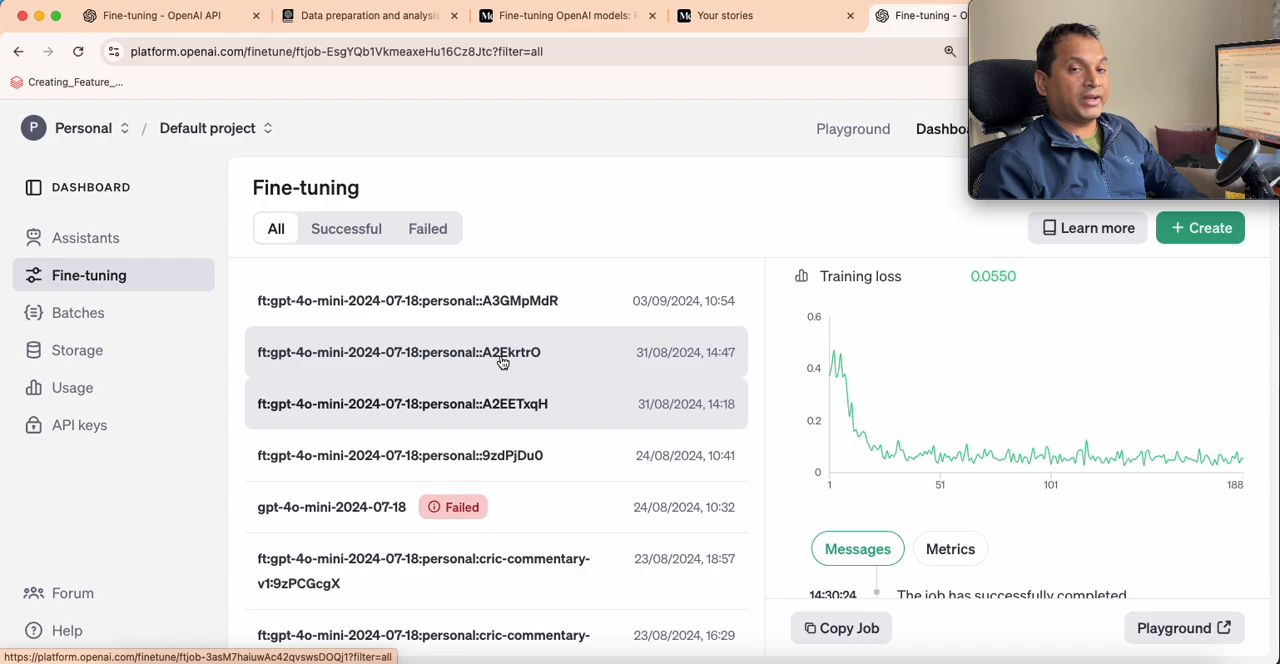 Fine-tuning - OpenAI API
Data preparation and analysis
Fine-tuning OpenAI models: F
Your stories
Fine-tuning - O
platform.openai.com/finetune/ftjob-EsgYQb1VkmeaxeHu16Cz8Jtc?filter=all
Creating_Feature_...
P Personal / Default project
Playground Dashboa
DASHBOARD
Assistants
Fine-tuning
Batches
Storage
Usage
API keys
Forum
Help
Fine-tuning
All Successful Failed
Learn more + Create
ft:gpt-4o-mini-2024-07-18:personal::A3GMpMdR 03/09/2024, 10:54
ft:gpt-4o-mini-2024-07-18:personal::A2EkrtrO 31/08/2024, 14:47
ft:gpt-4o-mini-2024-07-18:personal::A2EETxqH 31/08/2024, 14:18
ft:gpt-4o-mini-2024-07-18:personal::9zdPjDu0 24/08/2024, 10:41
gpt-4o-mini-2024-07-18 Failed 24/08/2024, 10:32
ft:gpt-4o-mini-2024-07-18:personal:cric-commentary- 23/08/2024, 18:57
v1:9zPCGcgX
ft:gpt-4o-mini-2024-07-18:personal:cric-commentary- 23/08/2024, 16:29
Training loss 0.0550
0.6
0.4
0.2
0
1 51 101 188
Messages Metrics
14:30:24 The job has successfully completed
Copy Job Playground
https://platform.openai.com/finetune/ftjob-3asM7haiuwAc42qvswsDOQj1?filter=all